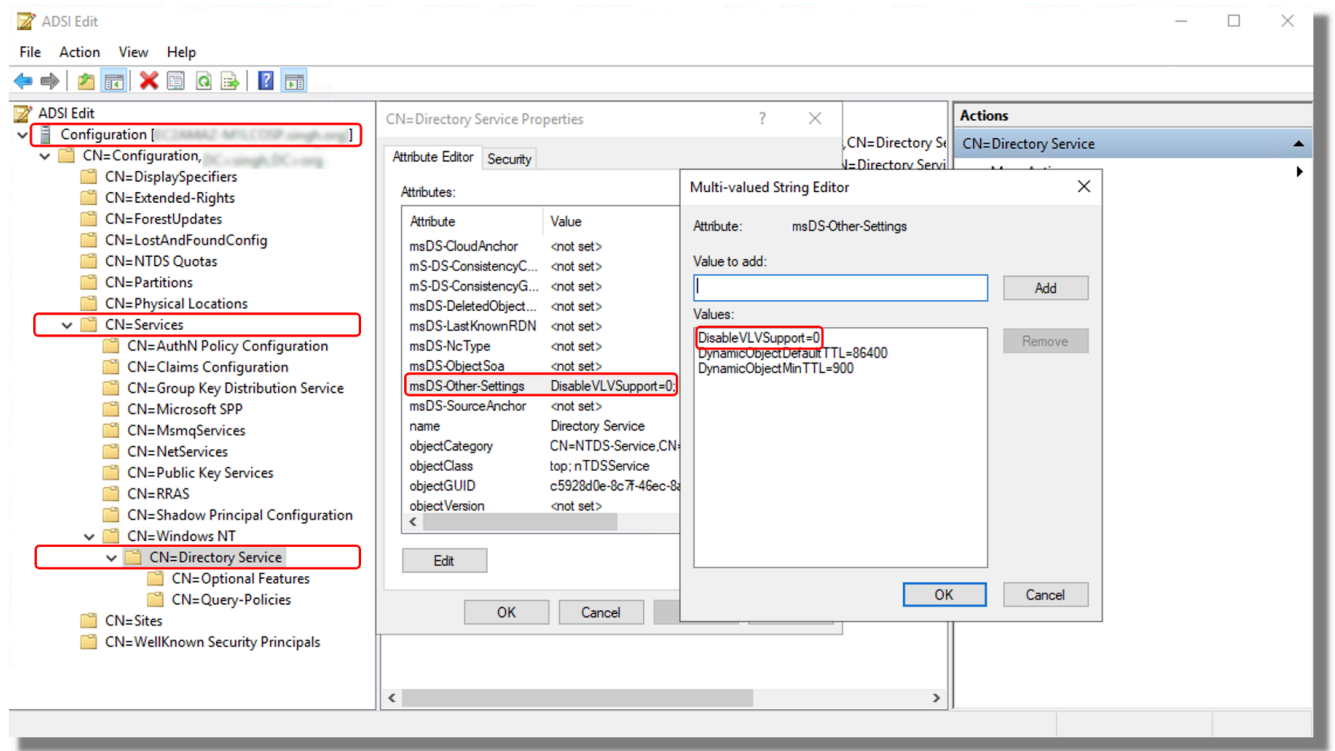 ADSI Edit
File Action View Help
ADSI Edit
Configuration [ ]
CN=Configuration,
CN=DisplaySpecifiers
CN=Extended-Rights
CN=ForestUpdates
CN=LostAndFoundConfig
CN=NTDS Quotas
CN=Partitions
CN=Physical Locations
CN=Services
CN=AuthN Policy Configuration
CN=Claims Configuration
CN=Group Key Distribution Service
CN=Microsoft SPP
CN=MsmqServices
CN=NetServices
CN=Public Key Services
CN=RRAS
CN=Shadow Principal Configuration
CN=Windows NT
CN=Directory Service
CN=Optional Features
CN=Query-Policies
CN=Sites
CN=WellKnown Security Principals
CN=Directory Service Properties
Attribute Editor Security
Attributes:
Attribute Value
msDS-CloudAnchor <not set>
mS-DS-ConsistencyC... <not set>
mS-DS-ConsistencyG... <not set>
msDS-DeletedObject... <not set>
msDS-LastKnownRDN <not set>
msDS-NcType <not set>
msDS-ObjectSoa <not set>
msDS-Other-Settings DisableVLVSupport=0;
msDS-SourceAnchor <not set>
name Directory Service
objectCategory CN=NTDS-Service,CN=
objectClass top; nTDSService
objectGUID c5928d0e-8c7f-46ec-8a
objectVersion <not set>
Edit
OK Cancel
,CN=Directory Se
N=Directory Servi
Multi-valued String Editor
Attribute: msDS-Other-Settings
Value to add:
Add
Values:
DisableVLVSupport=0
DynamicObjectDefaultTTL=86400
DynamicObjectMinTTL=900
Remove
OK Cancel
Actions
CN=Directory Service